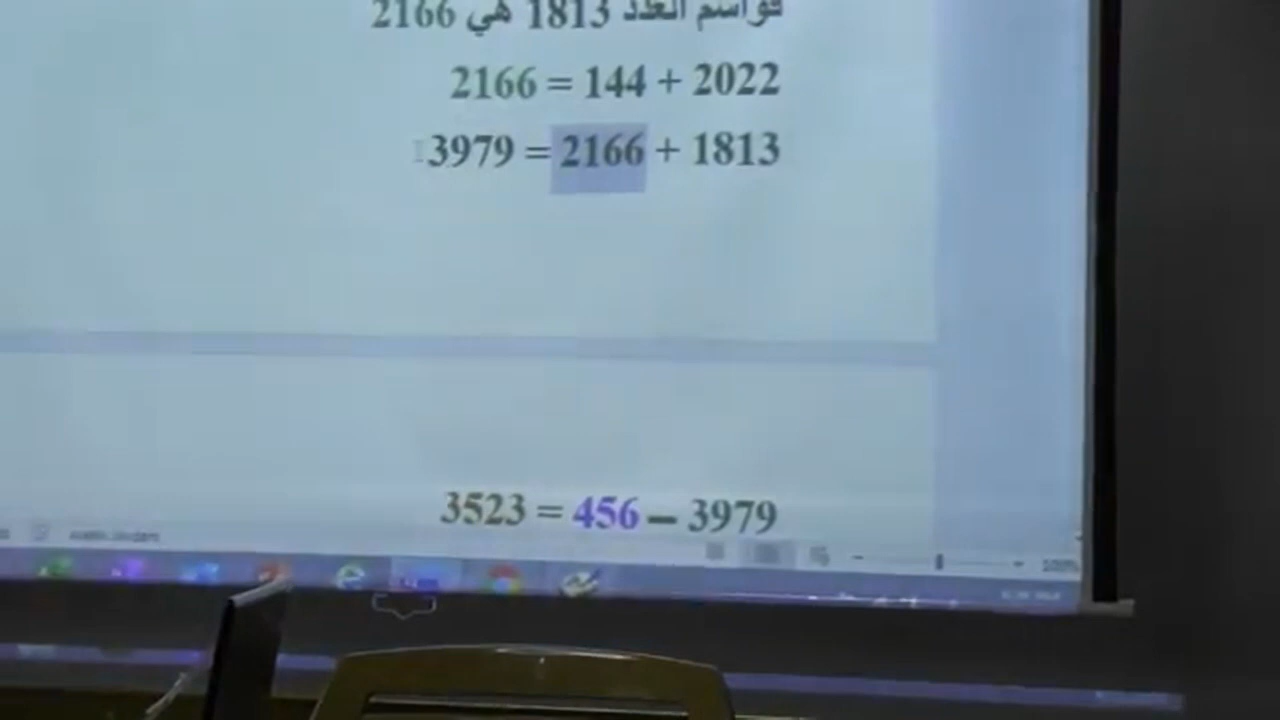 قواسم العدد 1813 هي 2166
2166 = 144 + 2022
3979 = 2166 + 1813
3523 = 456 – 3979